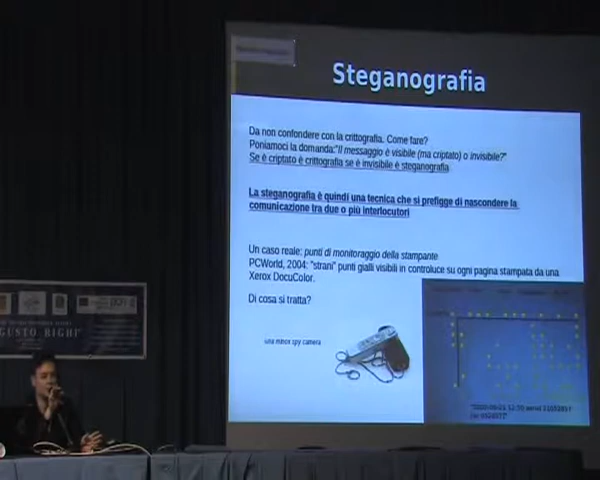 Steganografia
Da non confondere con la crittografia. Come fare?
Poniamoci la domanda:"Il messaggio è visibile (ma criptato) o invisibile?"
Se è criptato è crittografia se è invisibile è steganografia
La steganografia è quindi una tecnica che si prefigge di nascondere la
comunicazione tra due o più interlocutori
Un caso reale: punti di monitoraggio della stampante
PCWorld, 2004: "strani" punti gialli visibili in controluce su ogni pagina stampata da una
Xerox DocuColor.
Di cosa si tratta?
una minox spy camera
GUSTO RIGHI"